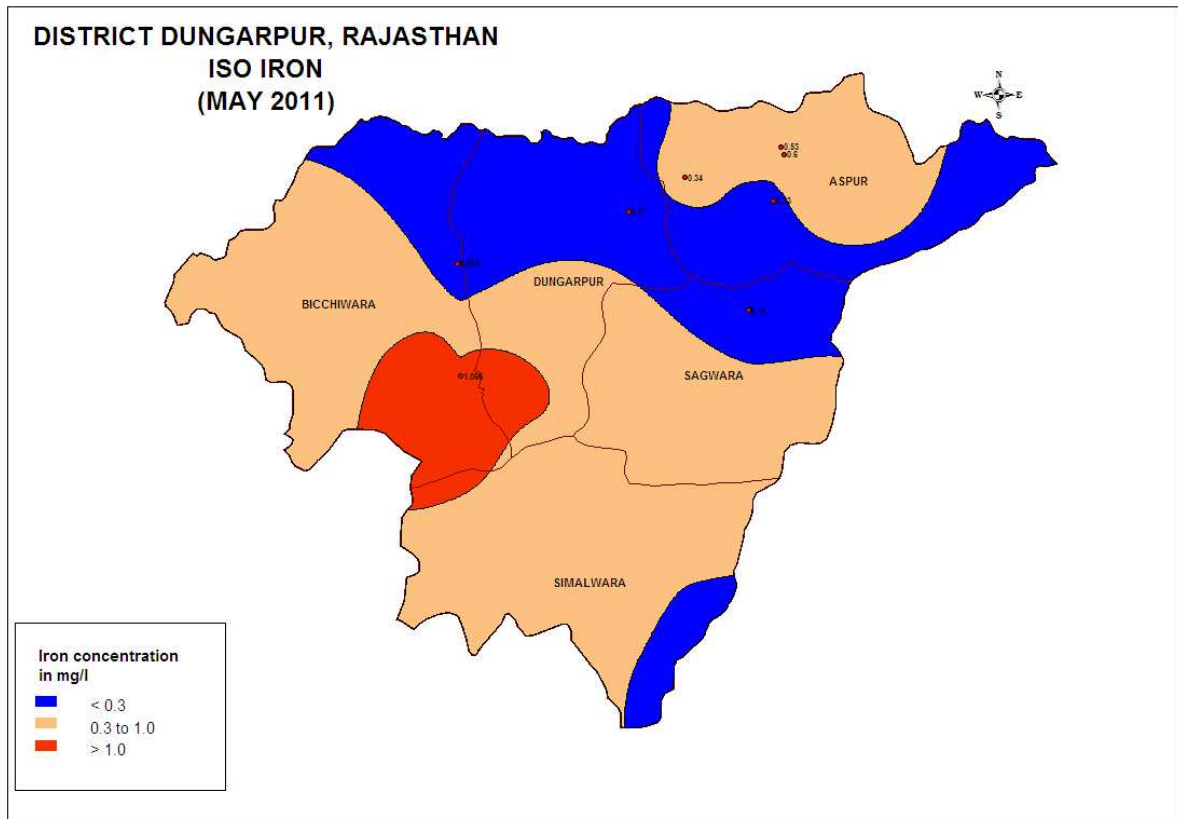 DISTRICT DUNGARPUR, RAJASTHAN
ISO IRON
(MAY 2011)
N
W E
S
0.53
0.6
0.34
ASPUR
DUNGARPUR
BICCHIWARA
SAGWARA
SIMALWARA
Iron concentration
in mg/l
< 0.3
0.3 to 1.0
> 1.0